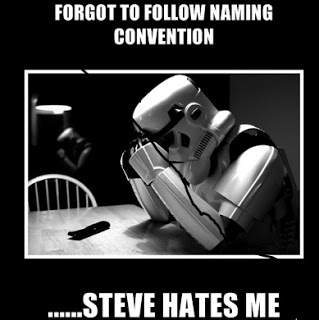 FORGOT TO FOLLOW NAMING
CONVENTION
......STEVE HATES ME